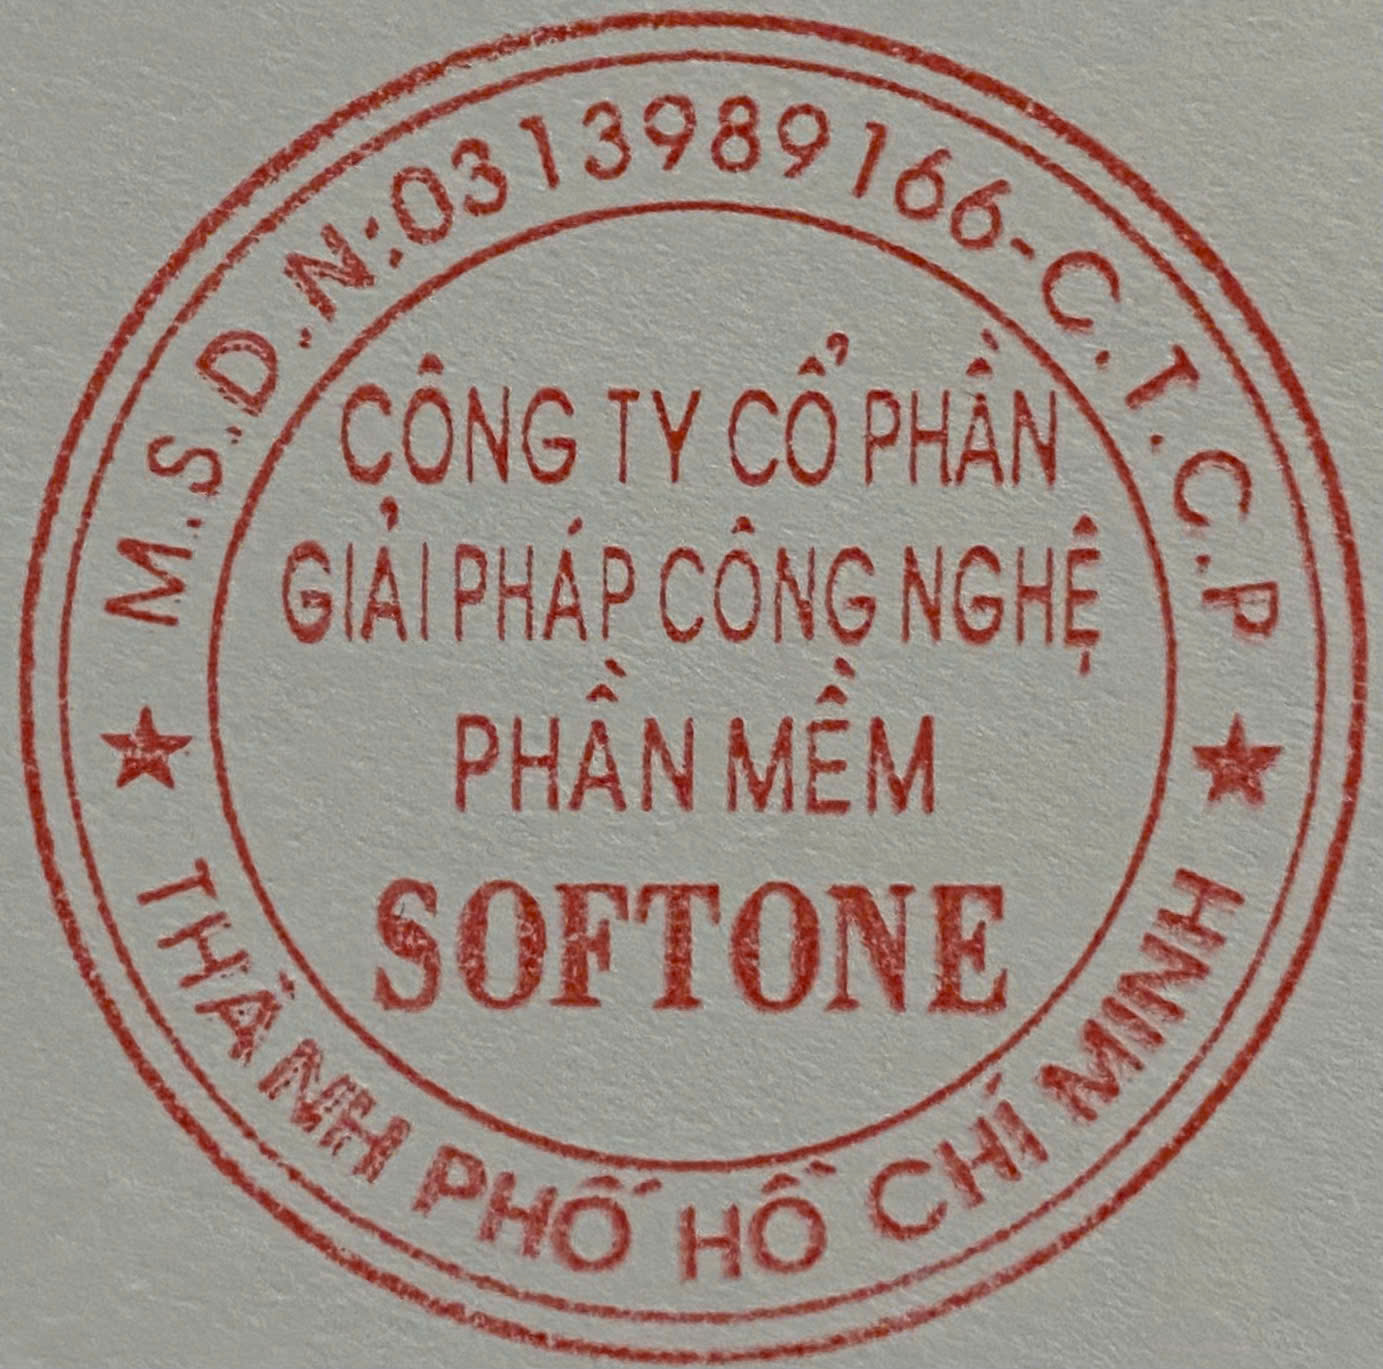 M.S.D.N:0313989166-C.T.C.P
CÔNG TY CỔ PHẦN
GIẢI PHÁP CÔNG NGHỆ
PHẦN MỀM
SOFTONE
THÀNH PHỐ HỒ CHÍ MINH